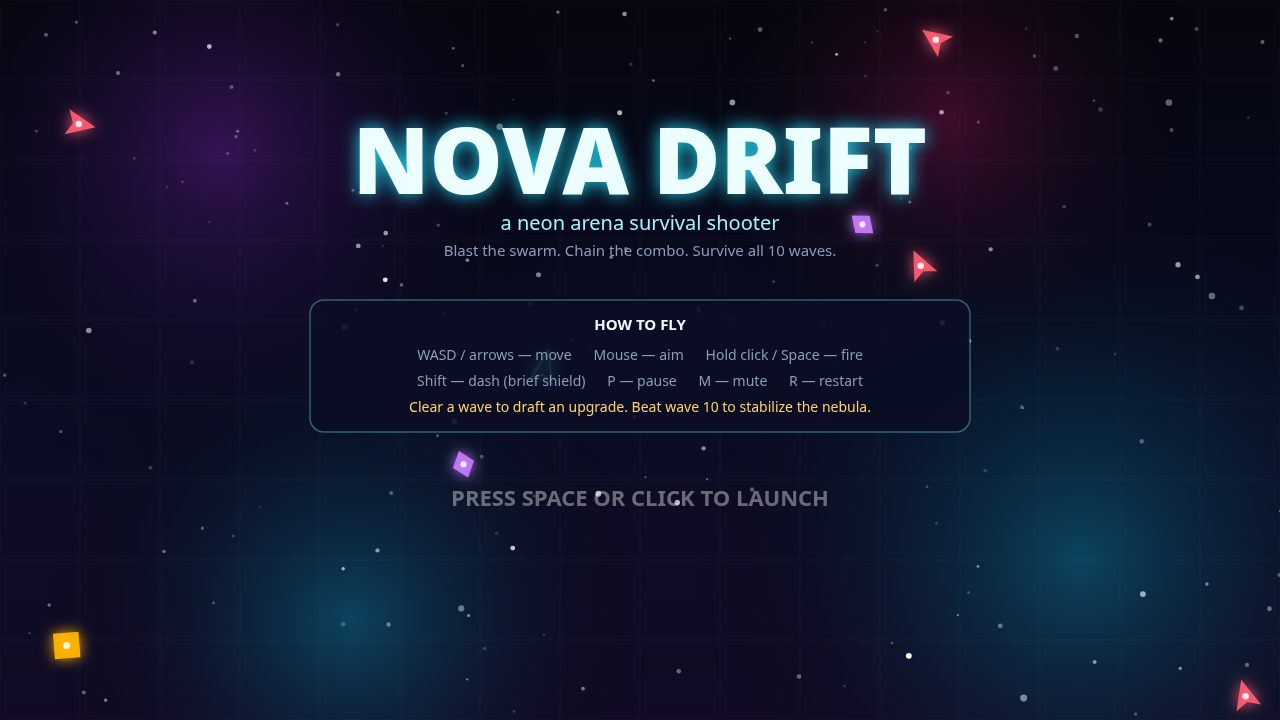 NOVA DRIFT
a neon arena survival shooter
Blast the swarm. Chain the combo. Survive all 10 waves.
HOW TO FLY
WASD / arrows — move Mouse — aim Hold click / Space — fire
Shift — dash (brief shield) P — pause M — mute R — restart
Clear a wave to draft an upgrade. Beat wave 10 to stabilize the nebula.
PRESS SPACE OR CLICK TO LAUNCH